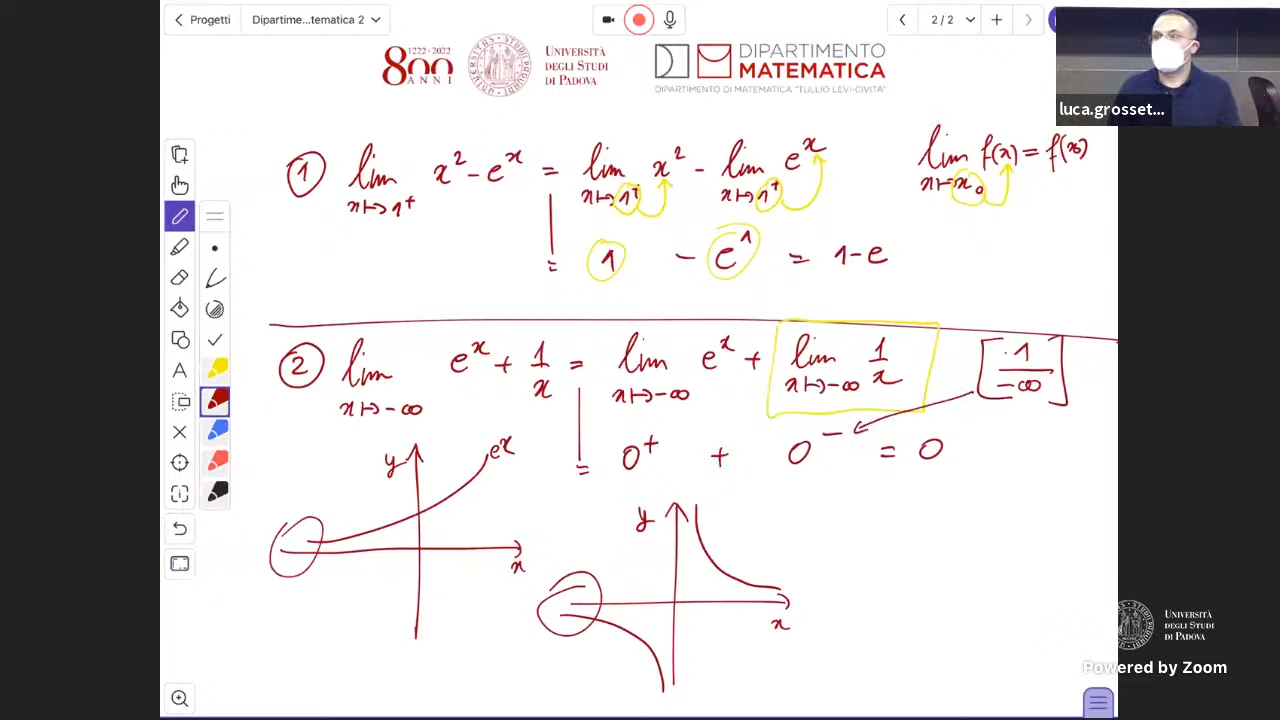 Progetti
Dipartime...tematica 2
2 / 2
1222·2022
800
ANNI
UNIVERSITÀ
DEGLI STUDI
DI PADOVA
DIPARTIMENTO
MATEMATICA
DIPARTIMENTO DI MATEMATICA "TULLIO LEVI-CIVITA"
luca.grosset...
① lim x² - eˣ = lim x² - lim eˣ
x↦1⁺ x↦1⁺ x↦1⁺
lim f(x) = f(x₀)
x↦x₀
= 1 - e¹ = 1-e
② lim eˣ + 1/x = lim eˣ + lim 1/x [1/-∞]
x↦-∞ x↦-∞ x↦-∞
= 0⁺ + 0⁻ = 0
y eˣ
x
y
x
A
UNIVERSITÀ
DEGLI STUDI
DI PADOVA
Powered by Zoom